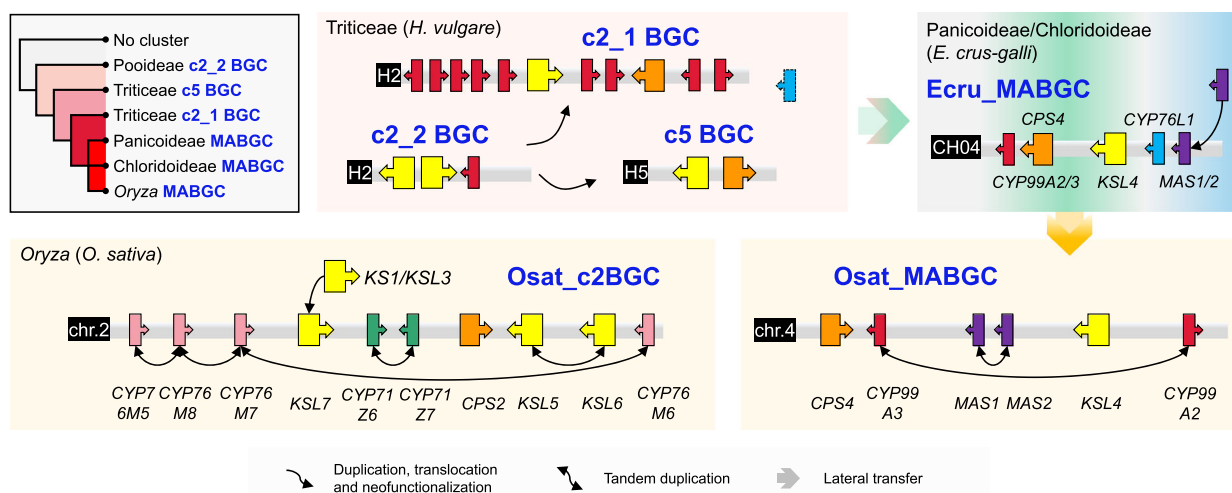 No cluster
Pooideae c2_2 BGC
Triticeae c5 BGC
Triticeae c2_1 BGC
Panicoideae MABGC
Chloridoideae MABGC
Oryza MABGC
Triticeae (H. vulgare)
c2_1 BGC
H2
c2_2 BGC
H2
c5 BGC
H5
Panicoideae/Chloridoideae
(E. crus-galli)
Ecru_MABGC
CPS4
CYP76L1
CH04
CYP99A2/3
KSL4
MAS1/2
Oryza (O. sativa)
KS1/KSL3
Osat_c2BGC
chr.2
CYP7
6M5
CYP76
M8
CYP76
M7
KSL7
CYP71
Z6
CYP71
Z7
CPS2
KSL5
KSL6
CYP76
M6
Osat_MABGC
chr.4
CPS4
CYP99
A3
MAS1
MAS2
KSL4
CYP99
A2
Duplication, translocation
and neofunctionalization
Tandem duplication
Lateral transfer